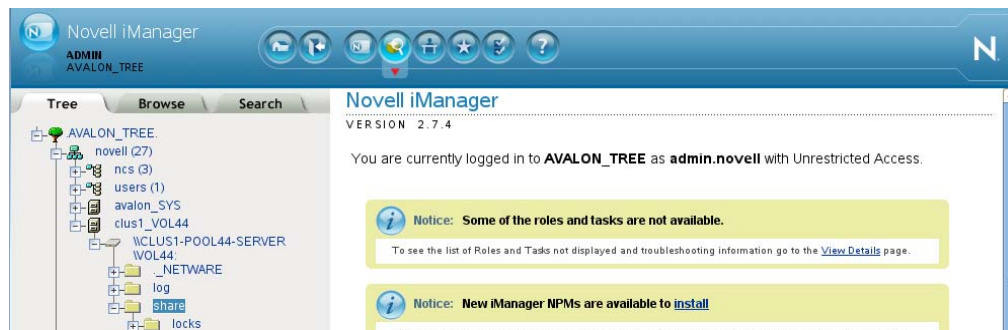 Novell iManager
ADMIN
AVALON_TREE
N
Tree Browse Search
AVALON_TREE.
novell (27)
ncs (3)
users (1)
avalon_SYS
clus1_VOL44
\\CLUS1-POOL44-SERVER
\VOL44:
._NETWARE
log
share
locks
Novell iManager
VERSION 2.7.4
You are currently logged in to AVALON_TREE as admin.novell with Unrestricted Access.
Notice: Some of the roles and tasks are not available.
To see the list of Roles and Tasks not displayed and troubleshooting information go to the View Details page.
Notice: New iManager NPMs are available to install